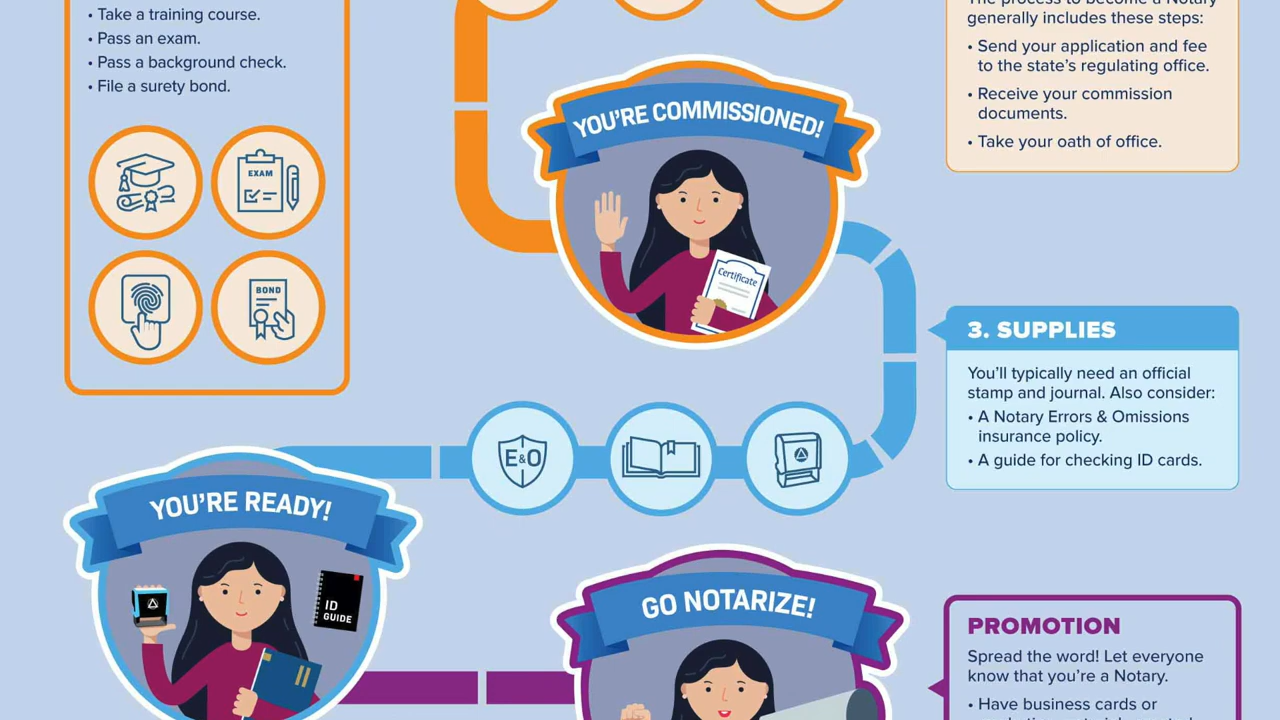 • Take a training course.
• Pass an exam.
• Pass a background check.
• File a surety bond.
EXAM
BOND
The process to become a Notary
generally includes these steps:
• Send your application and fee
to the state's regulating office.
• Receive your commission
documents.
• Take your oath of office.
YOU'RE COMMISSIONED!
Certificate
3. SUPPLIES
You'll typically need an official
stamp and journal. Also consider:
• A Notary Errors & Omissions
insurance policy.
• A guide for checking ID cards.
E&O
YOU'RE READY!
ID
GUIDE
GO NOTARIZE!
PROMOTION
Spread the word! Let everyone
know that you're a Notary.
• Have business cards or